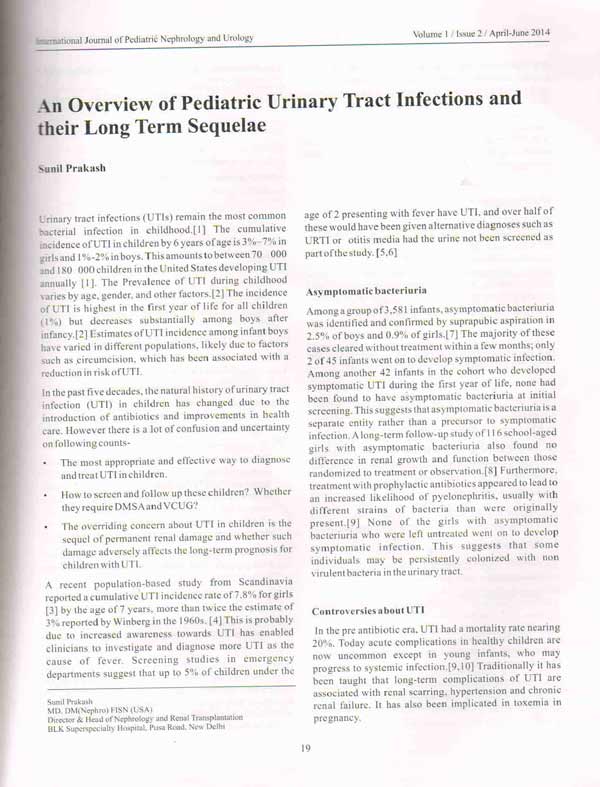 International Journal of Pediatric Nephrology and Urology
Volume 1 / Issue 2 / April-June 2014
An Overview of Pediatric Urinary Tract Infections and
their Long Term Sequelae
Sunil Prakash
Urinary tract infections (UTIs) remain the most common
bacterial infection in childhood.[1] The cumulative
incidence of UTI in children by 6 years of age is 3%–7% in
girls and 1%-2% in boys. This amounts to between 70 000
and 180 000 children in the United States developing UTI
annually [1]. The Prevalence of UTI during childhood
varies by age, gender, and other factors.[2] The incidence
of UTI is highest in the first year of life for all children
(1%) but decreases substantially among boys after
infancy.[2] Estimates of UTI incidence among infant boys
have varied in different populations, likely due to factors
such as circumcision, which has been associated with a
reduction in risk of UTI.
In the past five decades, the natural history of urinary tract
infection (UTI) in children has changed due to the
introduction of antibiotics and improvements in health
care. However there is a lot of confusion and uncertainty
on following counts-
• The most appropriate and effective way to diagnose
and treat UTI in children.
• How to screen and follow up these children? Whether
they require DMSA and VCUG?
• The overriding concern about UTI in children is the
sequel of permanent renal damage and whether such
damage adversely affects the long-term prognosis for
children with UTI.
A recent population-based study from Scandinavia
reported a cumulative UTI incidence rate of 7.8% for girls
[3] by the age of 7 years, more than twice the estimate of
3% reported by Winberg in the 1960s. [4] This is probably
due to increased awareness towards UTI has enabled
clinicians to investigate and diagnose more UTI as the
cause of fever. Screening studies in emergency
departments suggest that up to 5% of children under the
Sunil Prakash
MD, DM(Nephro) FISN (USA)
Director & Head of Nephrology and Renal Transplantation
BLK Superspecialty Hospital, Pusa Road, New Delhi
age of 2 presenting with fever have UTI, and over half of
these would have been given alternative diagnoses such as
URTI or otitis media had the urine not been screened as
part of the study. [5,6]
Asymptomatic bacteriuria
Among a group of 3,581 infants, asymptomatic bacteriuria
was identified and confirmed by suprapubic aspiration in
2.5% of boys and 0.9% of girls.[7] The majority of these
cases cleared without treatment within a few months; only
2 of 45 infants went on to develop symptomatic infection.
Among another 42 infants in the cohort who developed
symptomatic UTI during the first year of life, none had
been found to have asymptomatic bacteriuria at initial
screening. This suggests that asymptomatic bacteriuria is a
separate entity rather than a precursor to symptomatic
infection. A long-term follow-up study of 116 school-aged
girls with asymptomatic bacteriuria also found no
difference in renal growth and function between those
randomized to treatment or observation.[8] Furthermore,
treatment with prophylactic antibiotics appeared to lead to
an increased likelihood of pyelonephritis, usually with
different strains of bacteria than were originally
present.[9] None of the girls with asymptomatic
bacteriuria who were left untreated went on to develop
symptomatic infection. This suggests that some
individuals may be persistently colonized with non
virulent bacteria in the urinary tract.
Controversies about UTI
In the pre antibiotic era, UTI had a mortality rate nearing
20%. Today acute complications in healthy children are
now uncommon except in young infants, who may
progress to systemic infection.[9,10] Traditionally it has
been taught that long-term complications of UTI are
associated with renal scarring, hypertension and chronic
renal failure. It has also been implicated in toxemia in
pregnancy.
19